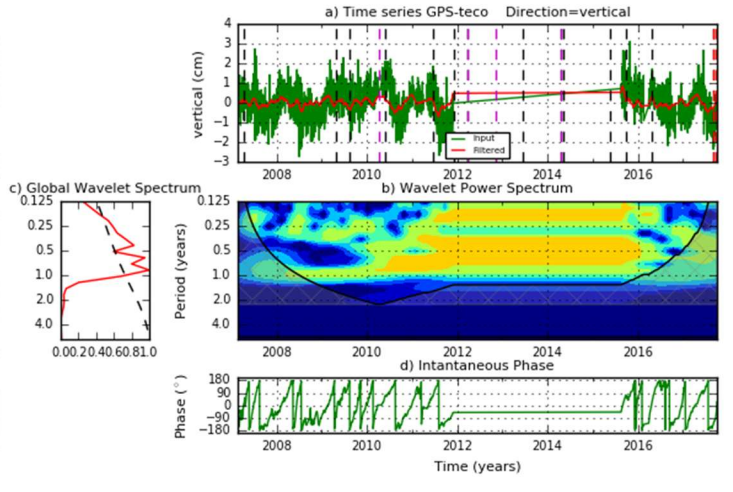 a) Time series GPS-teco    Direction=vertical
vertical (cm)
4
3
2
1
0
−1
−2
−3
Input
Filtered
2008 2010 2012 2014 2016
c) Global Wavelet Spectrum
0.125
0.25
0.5
1.0
2.0
4.0
0.00.20.40.60.81.0
b) Wavelet Power Spectrum
Period (years)
0.125
0.25
0.5
1.0
2.0
4.0
2008 2010 2012 2014 2016
d) Intantaneous Phase
Phase (°)
180
90
0
−90
−180
2008 2010 2012 2014 2016
Time (years)